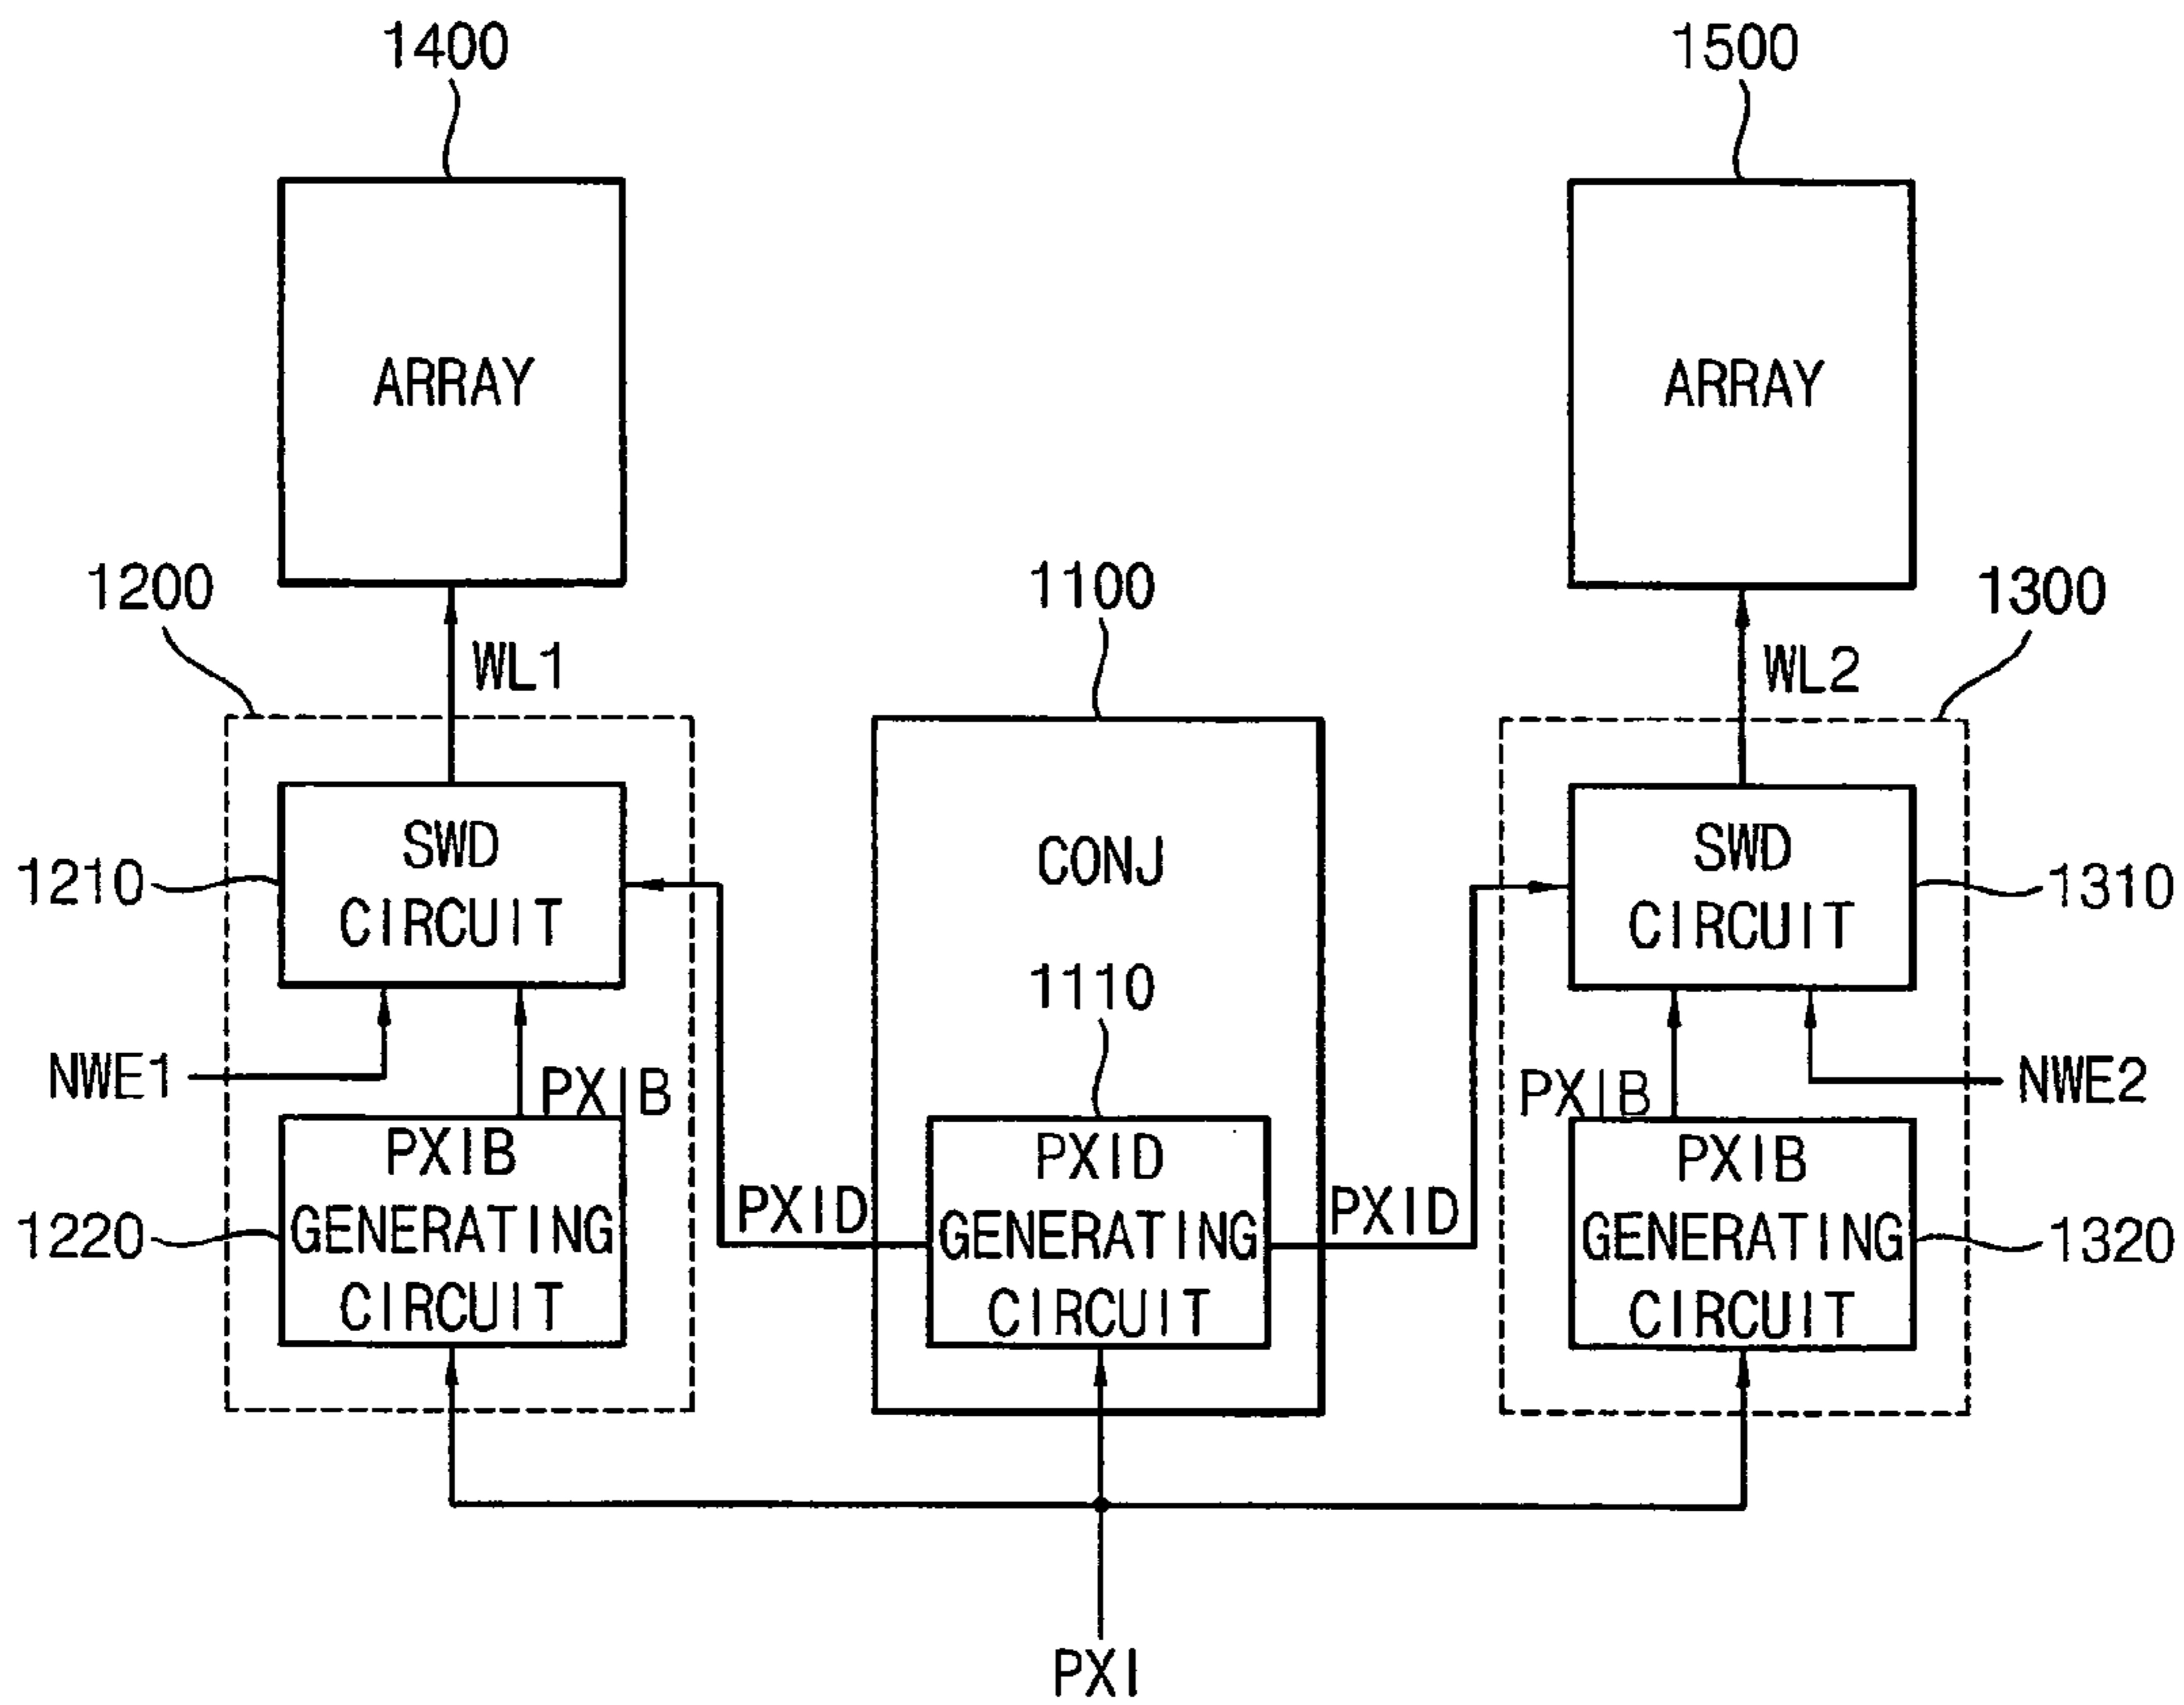 1400
1500
ARRAY
ARRAY
1200
1100
1300
WL1
WL2
SWD
CIRCUIT
CONJ
SWD
CIRCUIT
1210
1310
1110
NWE1
PXIB
PXIB
NWE2
PXIB
GENERATING
CIRCUIT
PXID
PXID
GENERATING
CIRCUIT
PXID
PXIB
GENERATING
CIRCUIT
1220
1320
PXI